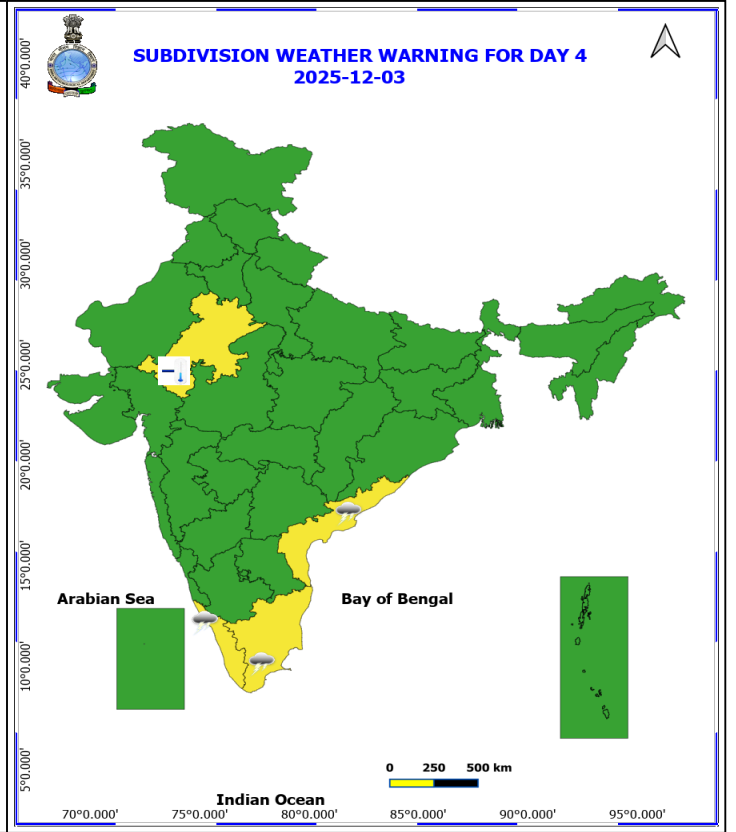 SUBDIVISION WEATHER WARNING FOR DAY 4
2025-12-03
40°0.000'
35°0.000'
30°0.000'
25°0.000'
20°0.000'
15°0.000'
Arabian Sea
Bay of Bengal
10°0.000'
5°0.000'
0 250 500 km
Indian Ocean
70°0.000' 75°0.000' 80°0.000' 85°0.000' 90°0.000' 95°0.000'